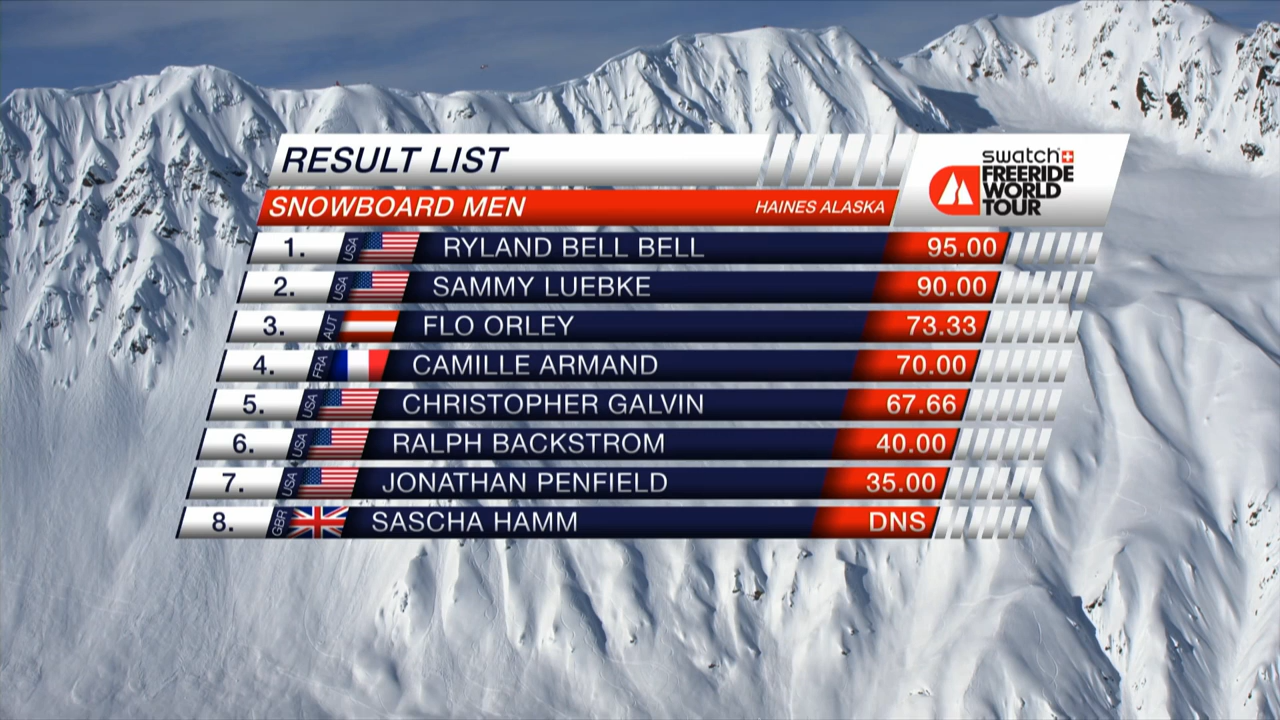 RESULT LIST
swatch
FREERIDE
WORLD
TOUR
SNOWBOARD MEN HAINES ALASKA
1. USA RYLAND BELL BELL 95.00
2. USA SAMMY LUEBKE 90.00
3. AUT FLO ORLEY 73.33
4. FRA CAMILLE ARMAND 70.00
5. USA CHRISTOPHER GALVIN 67.66
6. USA RALPH BACKSTROM 40.00
7. USA JONATHAN PENFIELD 35.00
8. GBR SASCHA HAMM DNS